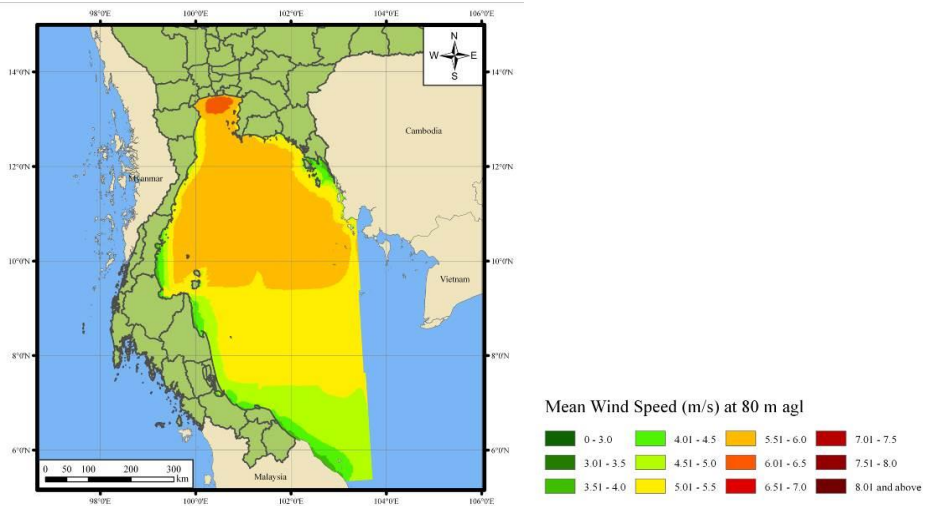 98°0'E 100°0'E 102°0'E 104°0'E 106°0'E
N
W E
S
14°0'N 14°0'N
Cambodia
12°0'N 12°0'N
Myanmar
10°0'N 10°0'N
Vietnam
8°0'N 8°0'N
6°0'N 6°0'N
0 50 100 200 300
km
Malaysia
98°0'E 100°0'E 102°0'E 104°0'E 106°0'E
Mean Wind Speed (m/s) at 80 m agl
0 - 3.0 4.01 - 4.5 5.51 - 6.0 7.01 - 7.5
3.01 - 3.5 4.51 - 5.0 6.01 - 6.5 7.51 - 8.0
3.51 - 4.0 5.01 - 5.5 6.51 - 7.0 8.01 and above